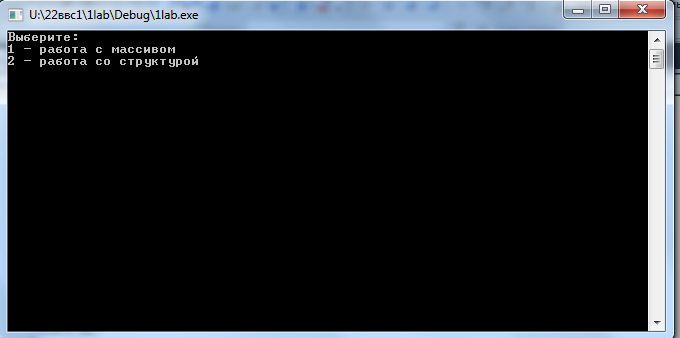 U:\22ввс1\1lab\Debug\1lab.exe
Выберите:
1 - работа с массивом
2 - работа со структурой